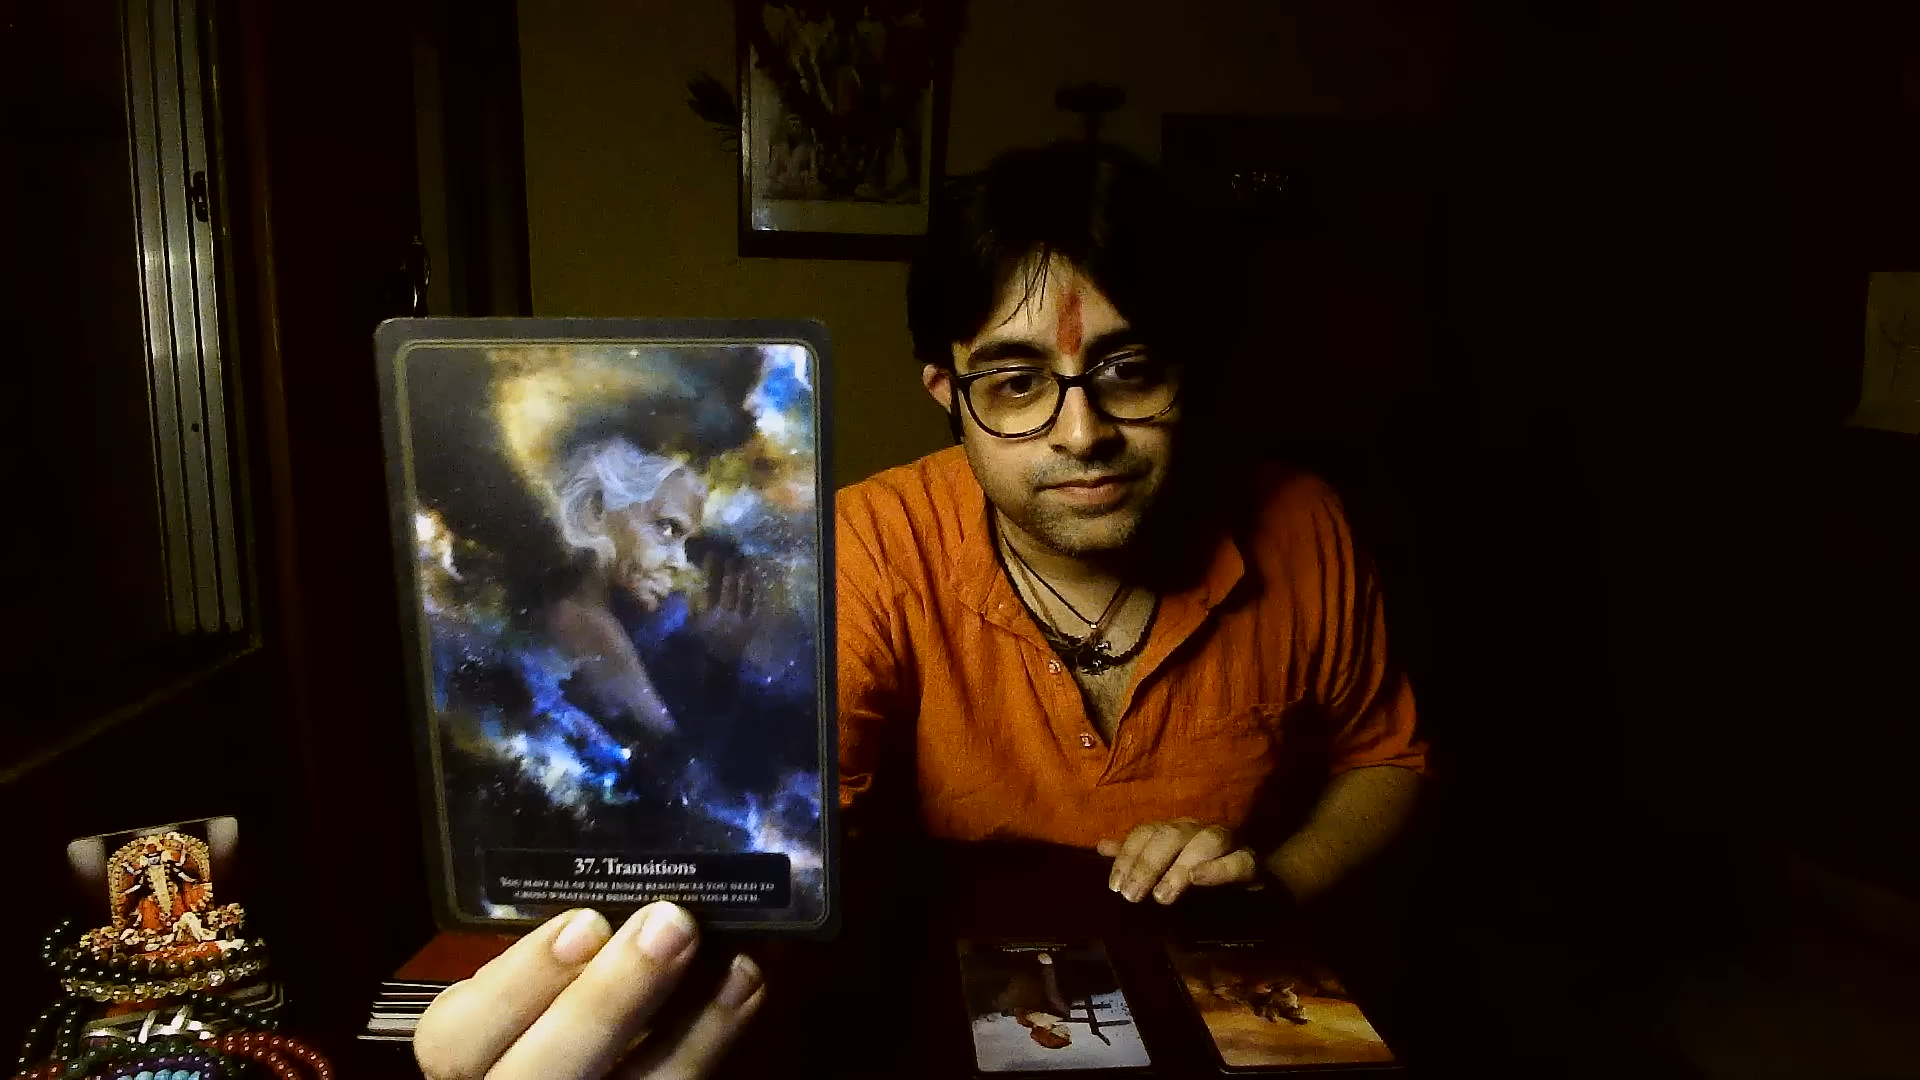 37. Transitions
You have all of the inner resources you need to
cross whatever bridges arise on your path.